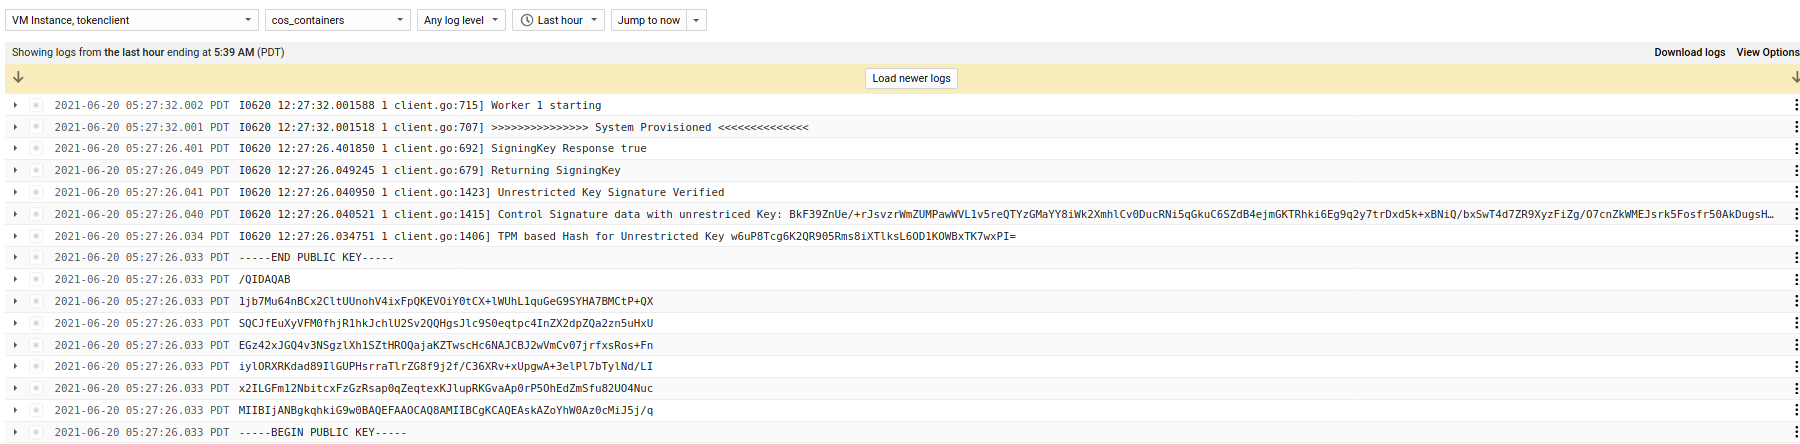 VM Instance, tokenclient cos_containers Any log level Last hour Jump to now
Showing logs from the last hour ending at 5:39 AM (PDT) Download logs View Options
Load newer logs
2021-06-20 05:27:32.002 PDT I0620 12:27:32.001588 1 client.go:715] Worker 1 starting
2021-06-20 05:27:32.001 PDT I0620 12:27:32.001518 1 client.go:707] >>>>>>>>>>>>>>> System Provisioned <<<<<<<<<<<<<<
2021-06-20 05:27:26.401 PDT I0620 12:27:26.401850 1 client.go:692] SigningKey Response true
2021-06-20 05:27:26.049 PDT I0620 12:27:26.049245 1 client.go:679] Returning SigningKey
2021-06-20 05:27:26.041 PDT I0620 12:27:26.040950 1 client.go:1423] Unrestricted Key Signature Verified
2021-06-20 05:27:26.040 PDT I0620 12:27:26.040521 1 client.go:1415] Control Signature data with unrestriced Key: BkF39ZnUe/+rJsvzrWmZUMPawWVL1v5reQTYzGMaYY8iWk2XmhlCv0DucRNi5qGkuC6SZdB4ejmGKTRhki6Eg9q2y7trDxd5k+xBNiQ/bxSwT4d7ZR9XyzFiZg/O7cnZkWMEJsrk5Fosfr50AkDugsH…
2021-06-20 05:27:26.034 PDT I0620 12:27:26.034751 1 client.go:1406] TPM based Hash for Unrestricted Key w6uP8Tcg6K2QR905Rms8iXTlksL6OD1KOWBxTK7wxPI=
2021-06-20 05:27:26.033 PDT -----END PUBLIC KEY-----
2021-06-20 05:27:26.033 PDT /QIDAQAB
2021-06-20 05:27:26.033 PDT 1jb7Mu64nBCx2CltUUnohV4ixFpQKEVOiY0tCX+lWUhL1quGeG9SYHA7BMCtP+QX
2021-06-20 05:27:26.033 PDT SQCJfEuXyVFM0fhjR1hkJchlU2Sv2QQHgsJlc9S0eqtpc4InZX2dpZQa2zn5uHxU
2021-06-20 05:27:26.033 PDT EGz42xJGQ4v3NSgzlXh1SZtHROQajaKZTwscHc6NAJCBJ2wVmCv07jrfxsRos+Fn
2021-06-20 05:27:26.033 PDT iylORXRKdad89IlGUPHsrraTlrZG8f9j2f/C36XRv+xUpgwA+3elPl7bTylNd/LI
2021-06-20 05:27:26.033 PDT x2ILGFm12NbitcxFzGzRsap0qZeqtexKJlupRKGvaAp0rP5OhEdZmSfu82UO4Nuc
2021-06-20 05:27:26.033 PDT MIIBIjANBgkqhkiG9w0BAQEFAAOCAQ8AMIIBCgKCAQEAskAZoYhW0Az0cMiJ5j/q
2021-06-20 05:27:26.033 PDT -----BEGIN PUBLIC KEY-----